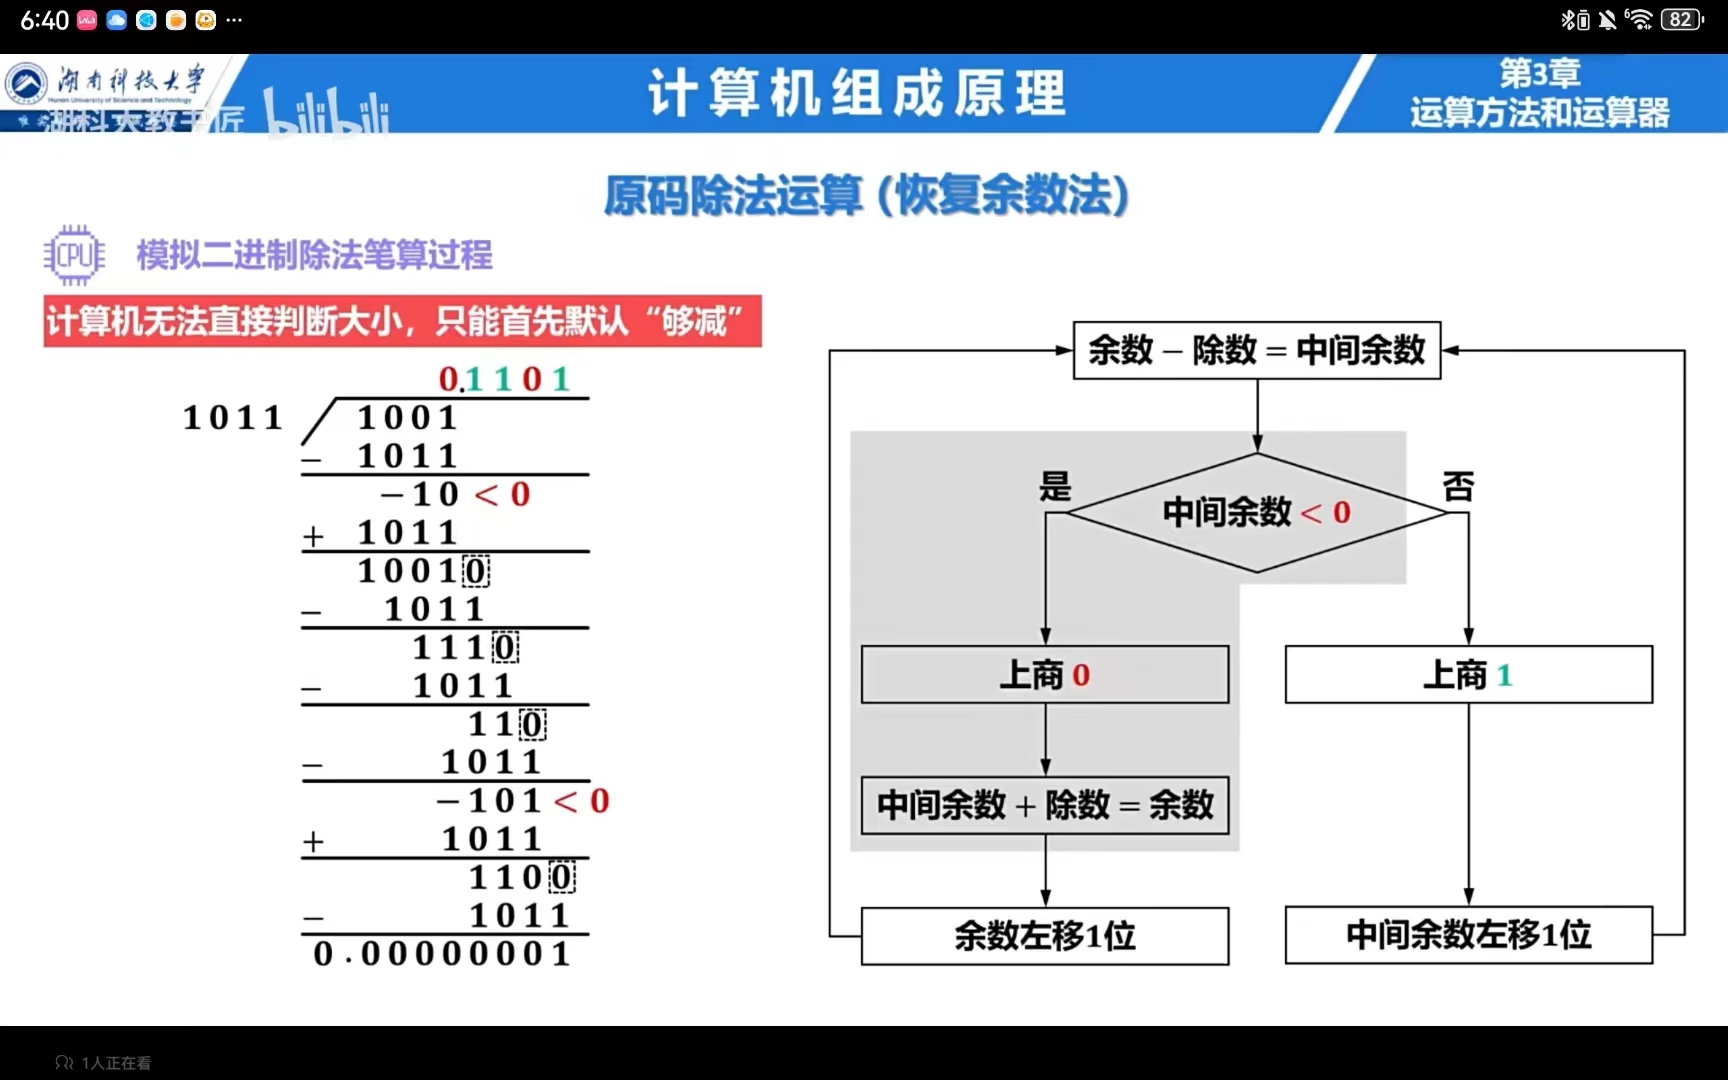 6:40
82
湖南科技大学
Hunan University of Science and Technology
湖科大教书匠 bilibili
计算机组成原理
第3章
运算方法和运算器
原码除法运算（恢复余数法）
CPU
模拟二进制除法笔算过程
计算机无法直接判断大小，只能首先默认“够减”
0.1101
1011 1001
− 1011
−10 < 0
+ 1011
10010
− 1011
1110
− 1011
110
− 1011
−101 < 0
+ 1011
1100
− 1011
0.00000001
余数 − 除数 = 中间余数
是
中间余数 < 0
否
上商 0
上商 1
中间余数 + 除数 = 余数
余数左移1位
中间余数左移1位
1人正在看